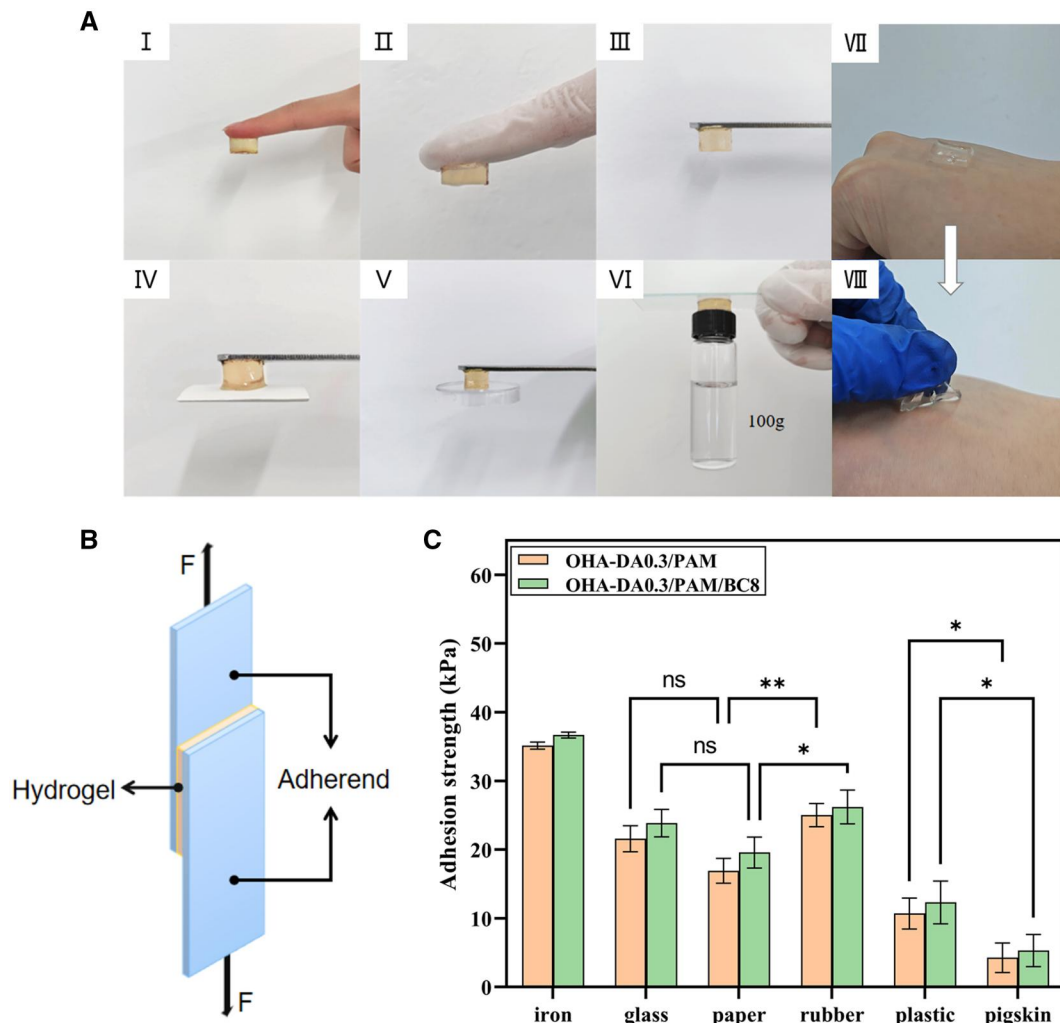 A
I
II
III
VII
IV
V
VI
VIII
100g
B
F
Hydrogel
Adherend
F
C
OHA-DA0.3/PAM
OHA-DA0.3/PAM/BC8
Adhesion strength (kPa)
60
50
40
30
20
10
0
ns
**
*
ns
*
*
iron glass paper rubber plastic pigskin